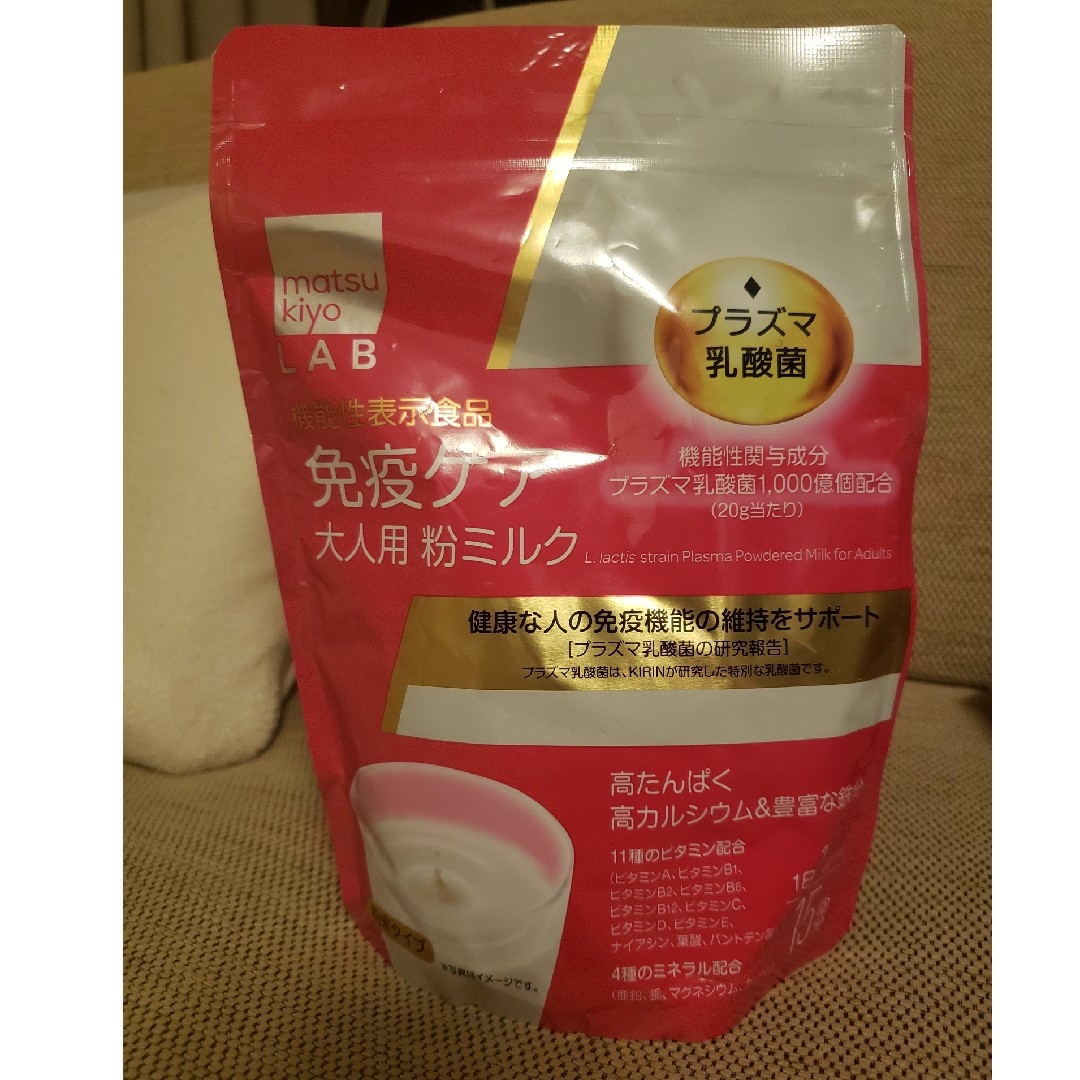 matsu
kiyo
LAB
プラズマ
乳酸菌
機能性表示食品
免疫ケア
大人用 粉ミルク
L. lactis strain Plasma Powdered Milk for Adults
機能性関与成分
プラズマ乳酸菌1,000億個配合
(20g当たり)
健康な人の免疫機能の維持をサポート
[プラズマ乳酸菌の研究報告]
プラズマ乳酸菌は、KIRINが研究した特別な乳酸菌です。
高たんぱく
高カルシウム&豊富な鉄分
11種のビタミン配合
(ビタミンA、ビタミンB1、
ビタミンB2、ビタミンB6、
ビタミンB12、ビタミンC、
ビタミンD、ビタミンE、
ナイアシン、葉酸、パントテン
4種のミネラル配合
(亜鉛、銅、マグネシウム、
1日
15
タイプ
※写真はイメージです。